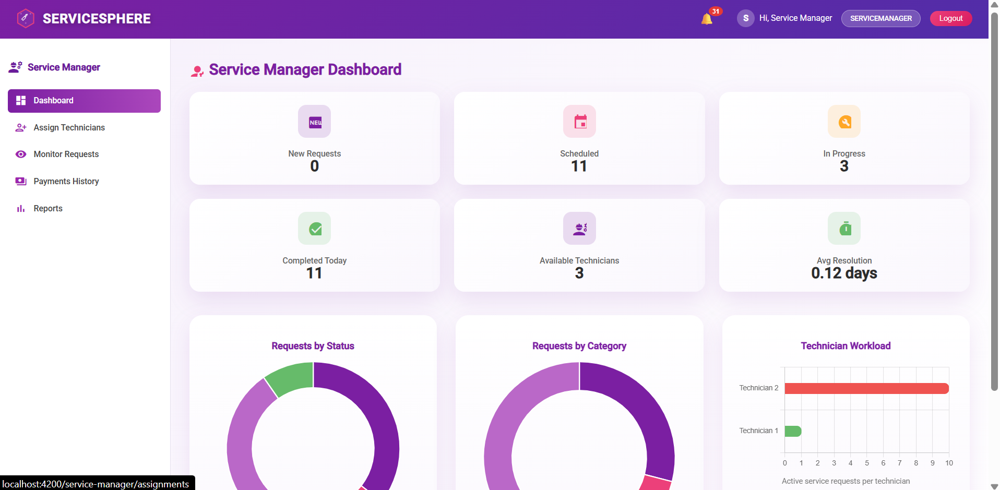 SERVICESPHERE
31
S
Hi, Service Manager
SERVICEMANAGER
Logout
Service Manager
Dashboard
Assign Technicians
Monitor Requests
Payments History
Reports
Service Manager Dashboard
NEW
New Requests
0
Scheduled
11
In Progress
3
Completed Today
11
Available Technicians
3
Avg Resolution
0.12 days
Requests by Status
Requests by Category
Technician Workload
Technician 2
Technician 1
0 1 2 3 4 5 6 7 8 9 10
Active service requests per technician
localhost:4200/service-manager/assignments